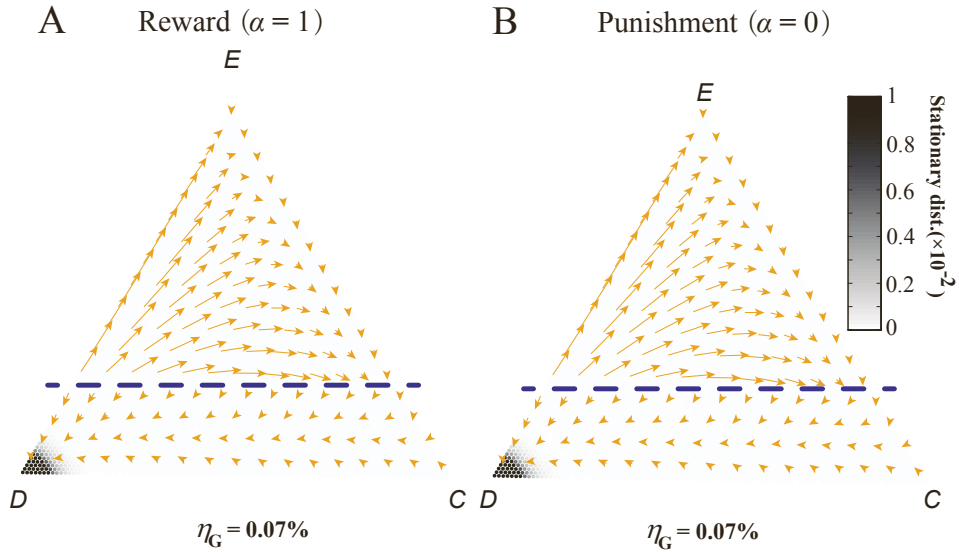 A
Reward (α = 1)
E
D
C
η_G = 0.07%
B
Punishment (α = 0)
E
D
C
η_G = 0.07%
1
0.8
0.6
0.4
0.2
0
Stationary dist.(×10⁻²)